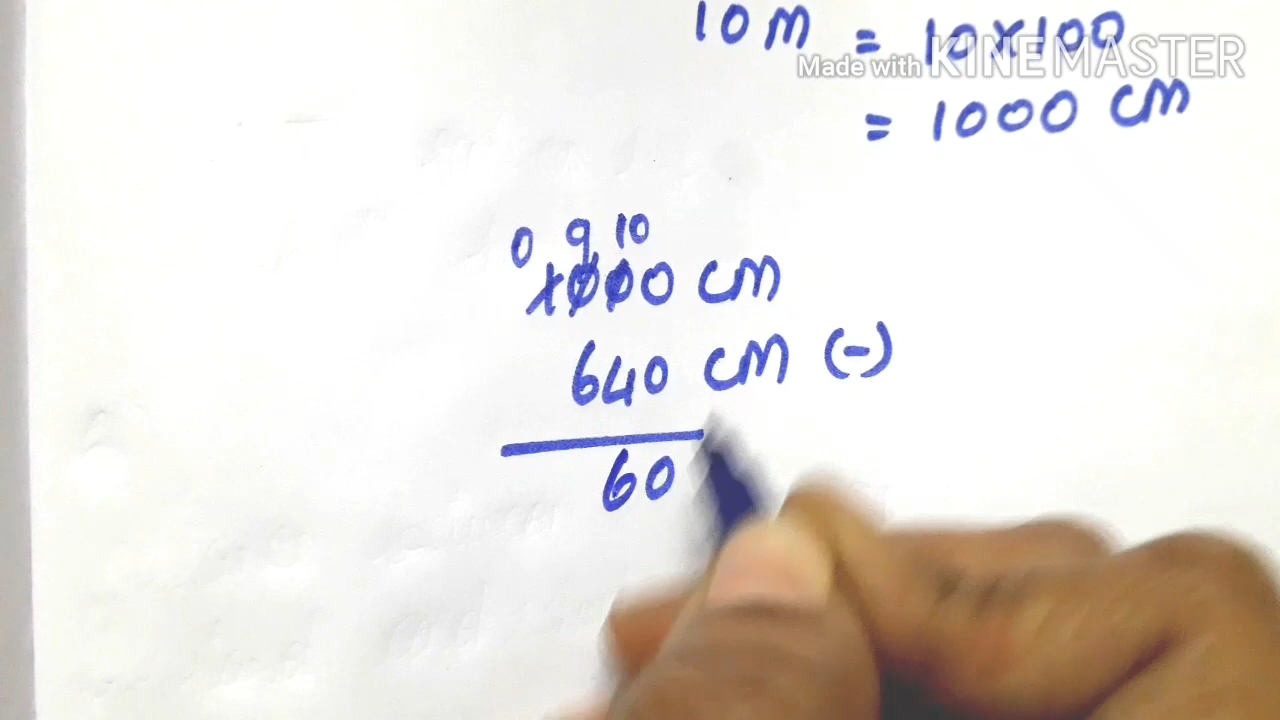 10 m = 10×100
Made with KINEMASTER
= 1000 cm
0 9 10
1000 cm
640 cm (-)
60